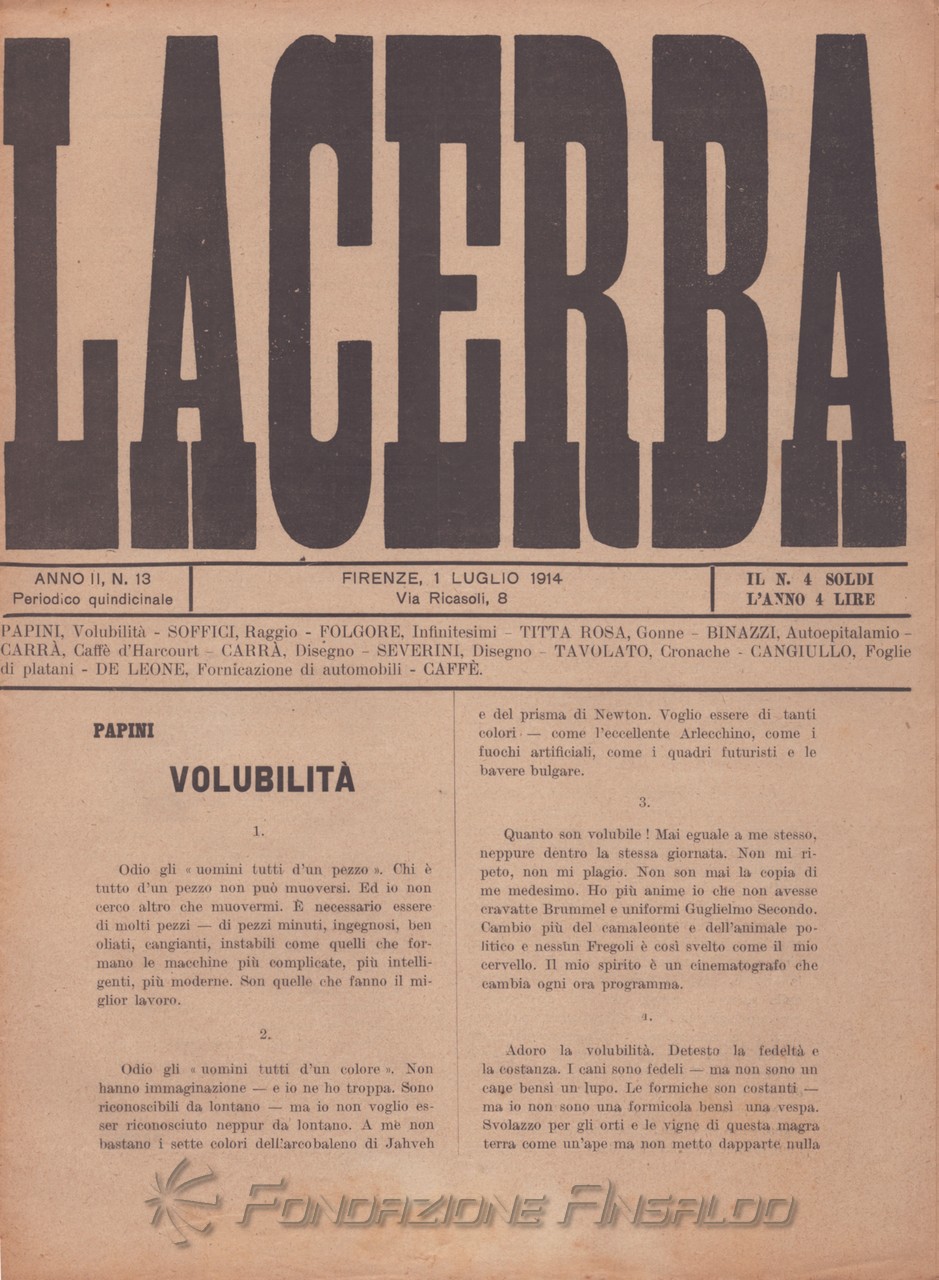 LACERBA
ANNO II, N. 13
Periodico quindicinale
FIRENZE, 1 LUGLIO 1914
Via Ricasoli, 8
IL N. 4 SOLDI
L'ANNO 4 LIRE
PAPINI, Volubilità - SOFFICI, Raggio - FOLGORE, Infinitesimi - TITTA ROSA, Gonne - BINAZZI, Autoepitalamio -
CARRÀ, Caffè d'Harcourt - CARRÀ, Disegno - SEVERINI, Disegno - TAVOLATO, Cronache - CANGIULLO, Foglie
di platani - DE LEONE, Fornicazione di automobili - CAFFÈ.
PAPINI
VOLUBILITÀ
1.
Odio gli « uomini tutti d'un pezzo ». Chi è
tutto d'un pezzo non può muoversi. Ed io non
cerco altro che muovermi. È necessario essere
di molti pezzi — di pezzi minuti, ingegnosi, ben
oliati, cangianti, instabili come quelli che for-
mano le macchine più complicate, più intelli-
genti, più moderne. Son quelle che fanno il mi-
glior lavoro.
2.
Odio gli « uomini tutti d'un colore ». Non
hanno immaginazione — e io ne ho troppa. Sono
riconoscibili da lontano — ma io non voglio es-
ser riconosciuto neppur da lontano. A me non
bastano i sette colori dell'arcobaleno di Jahveh
e del prisma di Newton. Voglio essere di tanti
colori — come l'eccellente Arlecchino, come i
fuochi artificiali, come i quadri futuristi e le
bavere bulgare.
3.
Quanto son volubile ! Mai eguale a me stesso,
neppure dentro la stessa giornata. Non mi ri-
peto, non mi plagio. Non son mai la copia di
me medesimo. Ho più anime io che non avesse
cravatte Brummel e uniformi Guglielmo Secondo.
Cambio più del camaleonte e dell'animale po-
litico e nessun Fregoli è così svelto come il mio
cervello. Il mio spirito è un cinematografo che
cambia ogni ora programma.
4.
Adoro la volubilità. Detesto la fedeltà e
la costanza. I cani sono fedeli — ma non sono un
cane bensì un lupo. Le formiche son costanti —
ma io non sono una formicola bensì una vespa.
Svolazzo per gli orti e le vigne di questa magra
terra come un'ape ma non metto dapparte nulla
FONDAZIONE ANSALDO